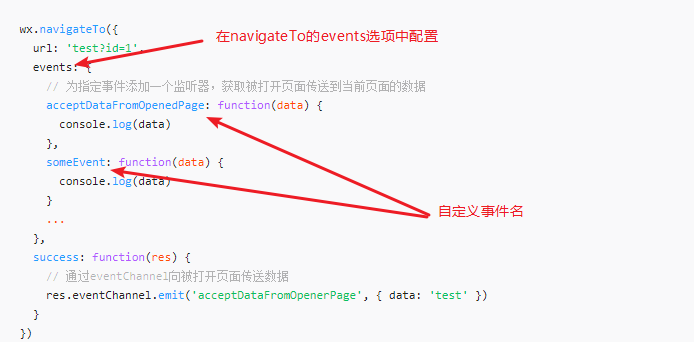 wx.navigateTo({
在navigateTo的events选项中配置
url: 'test?id=1',
events: {
// 为指定事件添加一个监听器，获取被打开页面传送到当前页面的数据
acceptDataFromOpenedPage: function(data) {
console.log(data)
},
someEvent: function(data) {
console.log(data)
}
自定义事件名
...
},
success: function(res) {
// 通过eventChannel向被打开页面传送数据
res.eventChannel.emit('acceptDataFromOpenerPage', { data: 'test' })
}
})